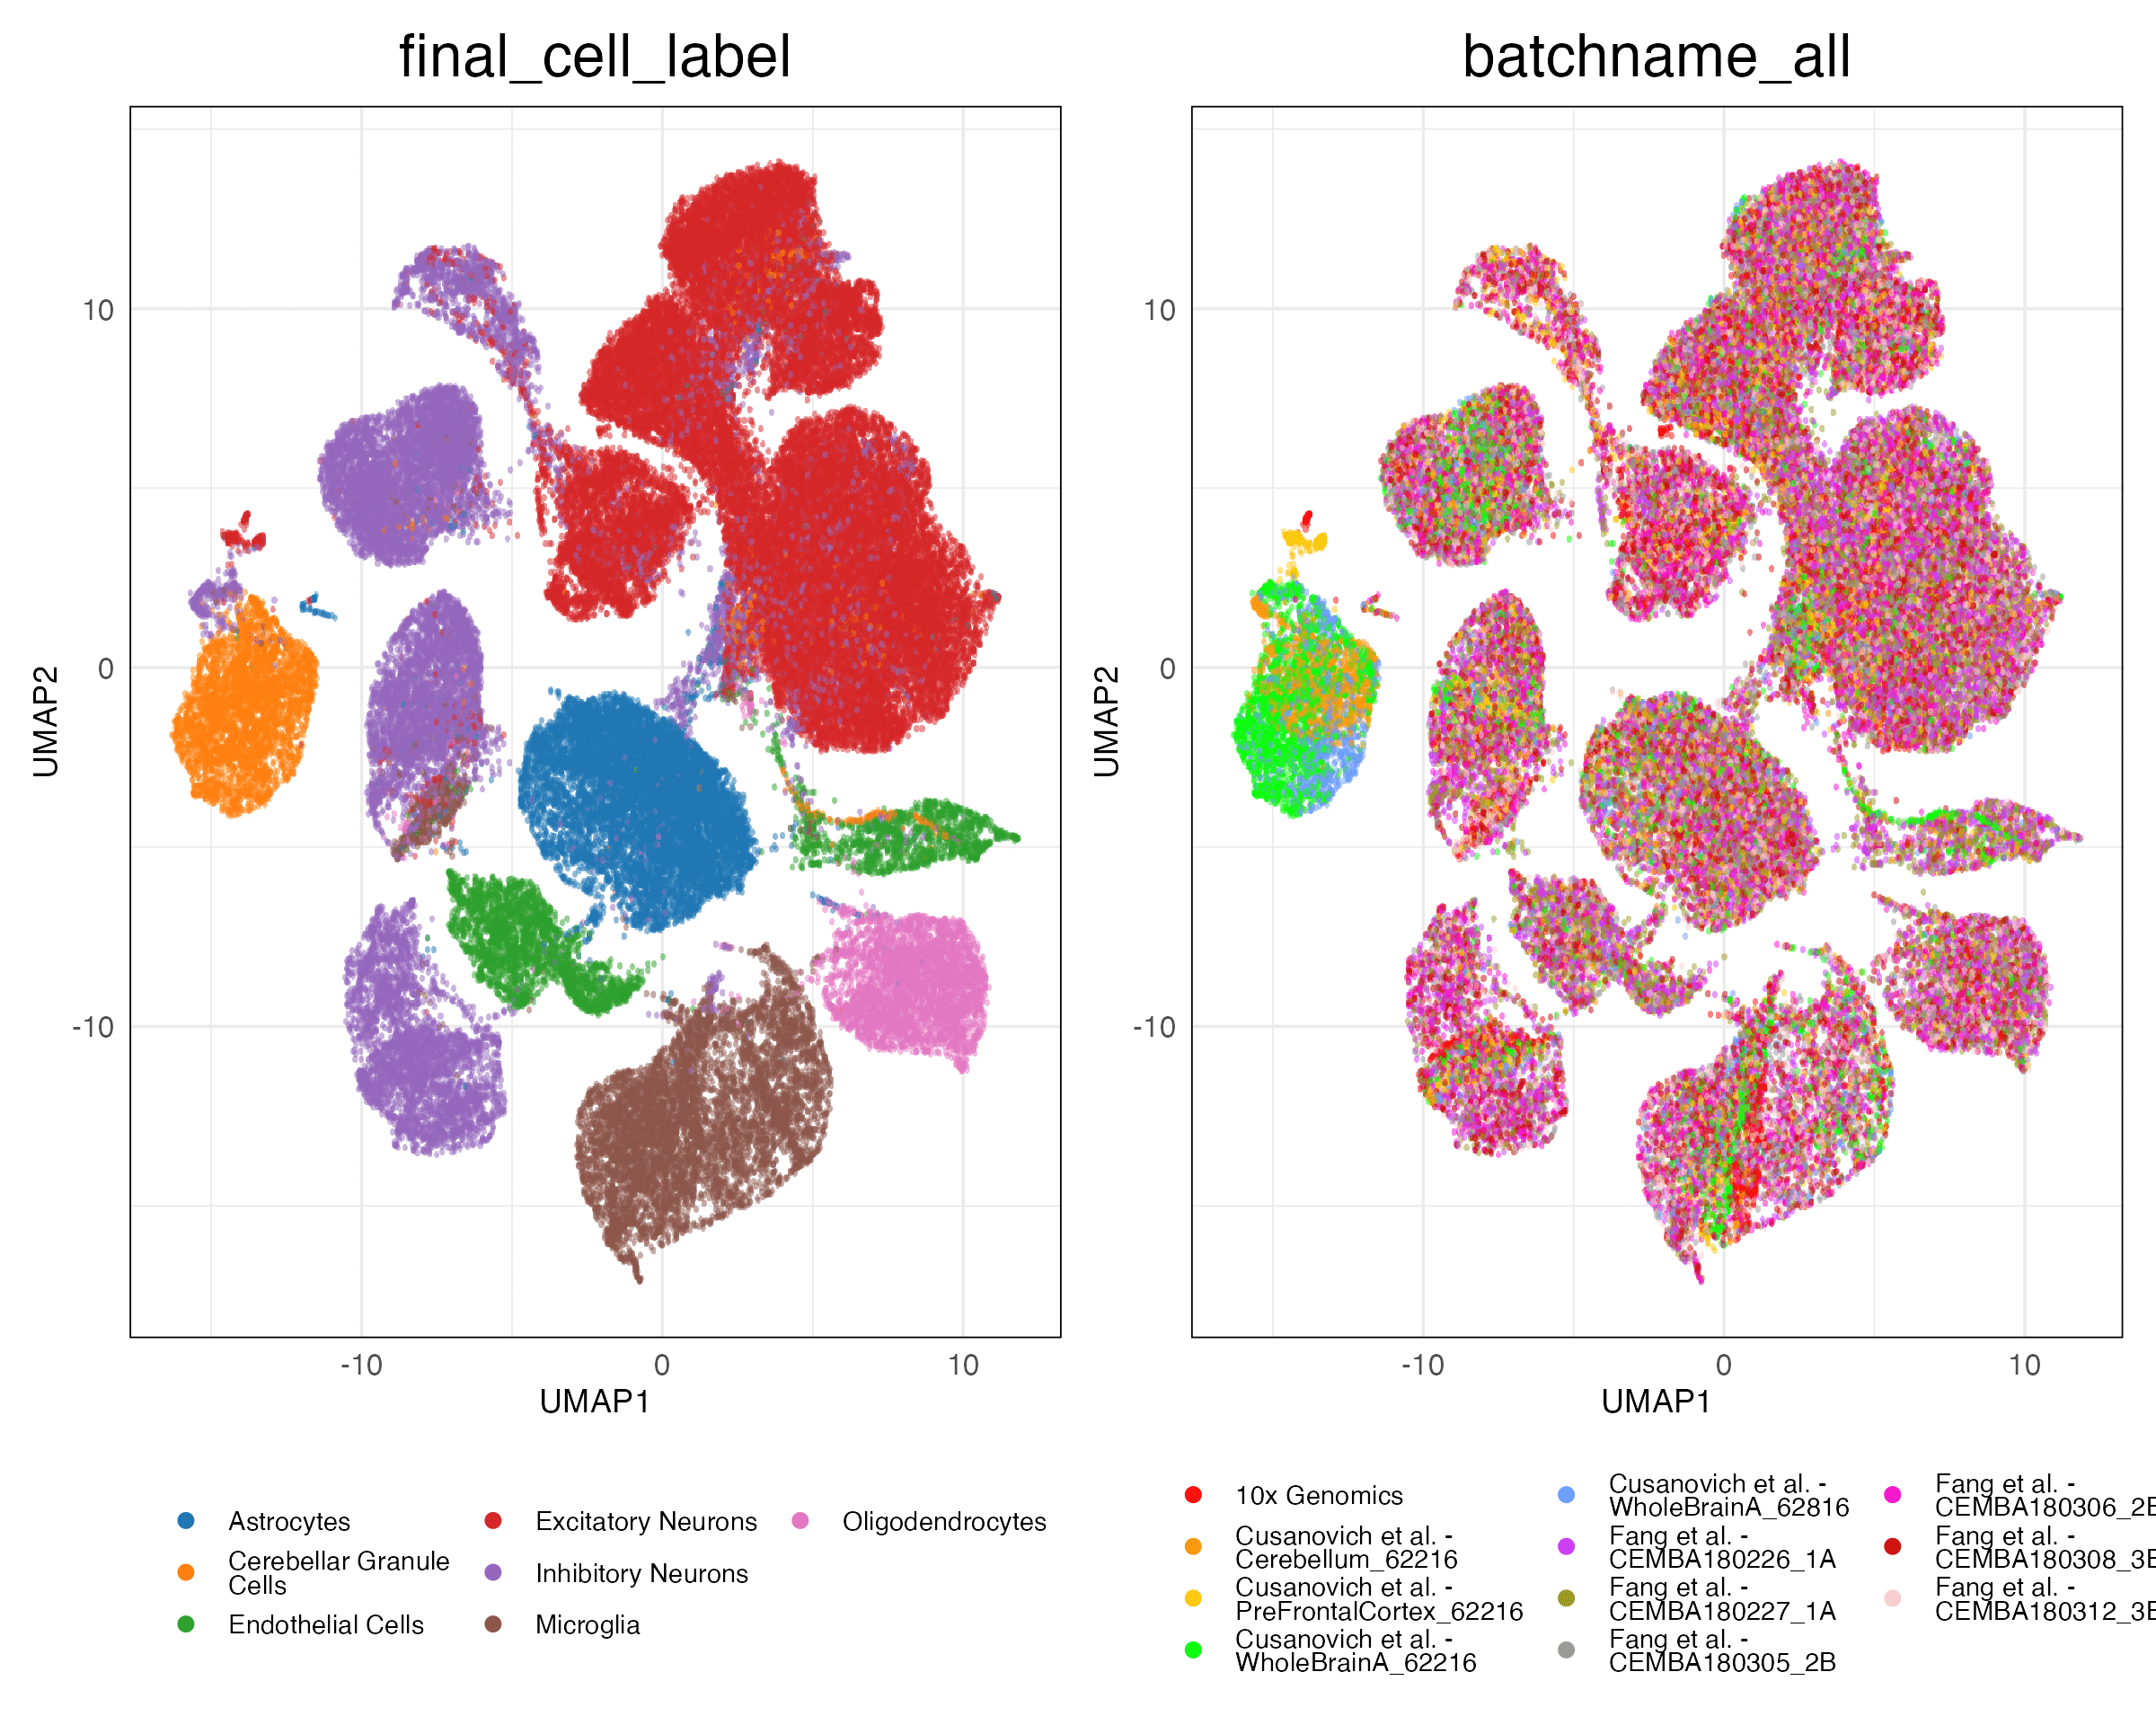 final_cell_label
batchname_all
10
0
-10
UMAP2
-10
0
10
UMAP1
10
0
-10
UMAP2
-10
0
10
UMAP1
Astrocytes
Cerebellar Granule
Cells
Endothelial Cells
Excitatory Neurons
Inhibitory Neurons
Microglia
Oligodendrocytes
10x Genomics
Cusanovich et al. -
Cerebellum_62216
Cusanovich et al. -
PreFrontalCortex_62216
Cusanovich et al. -
WholeBrainA_62216
Cusanovich et al. -
WholeBrainA_62816
Fang et al. -
CEMBA180226_1A
Fang et al. -
CEMBA180227_1A
Fang et al. -
CEMBA180305_2B
Fang et al. -
CEMBA180306_2
Fang et al. -
CEMBA180308_3
Fang et al. -
CEMBA180312_3